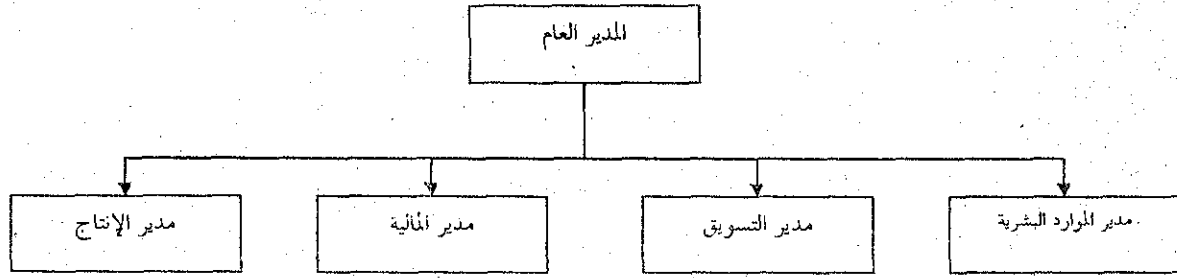 المدير العام
مدير الموارد البشرية
مدير التسويق
مدير المالية
مدير الإنتاج